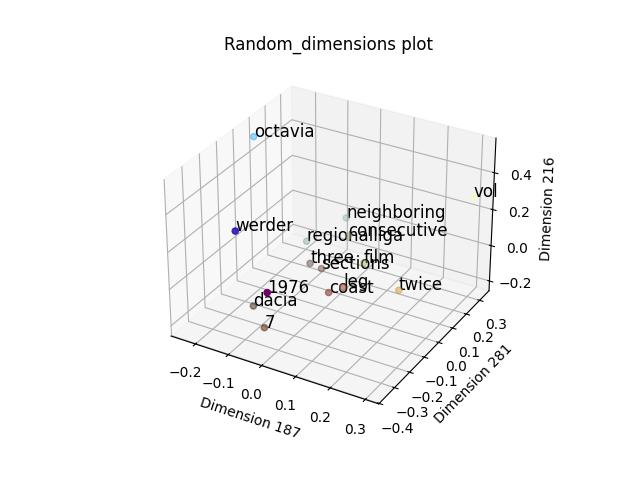 Random_dimensions plot
octavia
vol
neighboring
werder
consecutive
regionalliga
three
film
sections
leg
coast
twice
1976
dacia
7
0.4
0.2
0.0
−0.2
Dimension 216
0.3
0.2
0.1
0.0
−0.1
−0.2
−0.3
−0.4
Dimension 281
−0.2
−0.1
0.0
0.1
0.2
0.3
Dimension 187